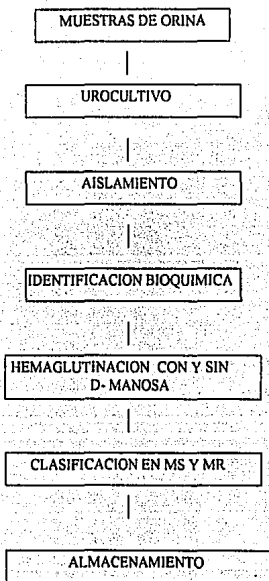 MUESTRAS DE ORINA
UROCULTIVO
AISLAMIENTO
IDENTIFICACION BIOQUIMICA
HEMAGLUTINACION CON Y SIN
D- MANOSA
CLASIFICACION EN MS Y MR
ALMACENAMIENTO